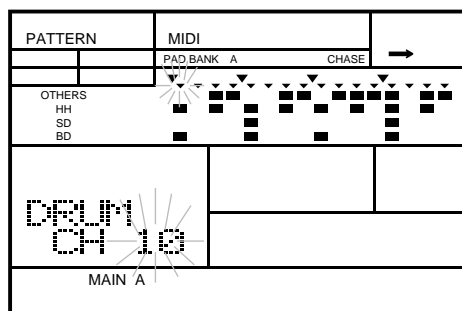 PATTERN MIDI
PAD BANK A CHASE
OTHERS
HH
SD
BD
DRUM
CH 10
MAIN A